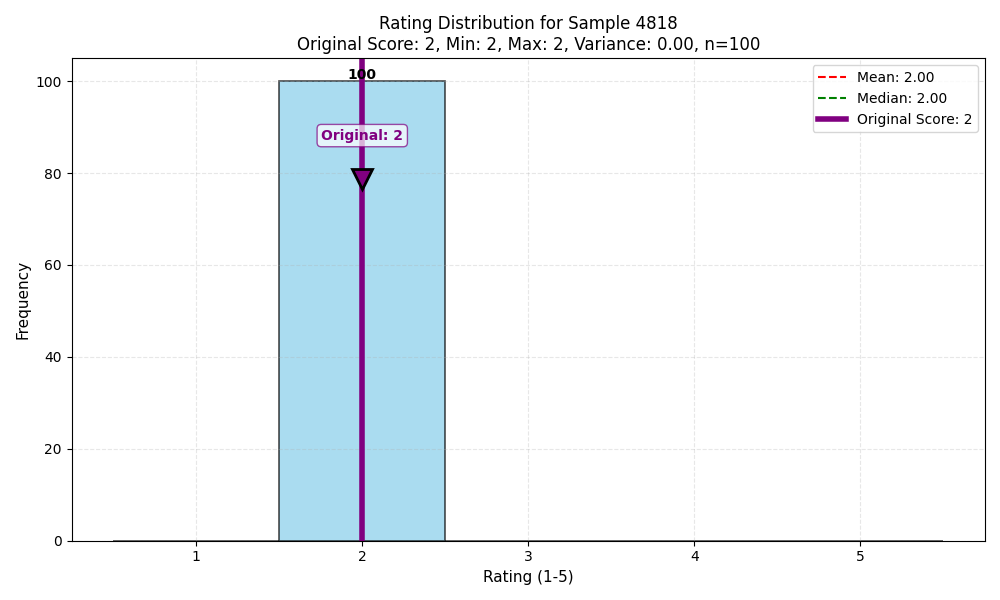 Rating Distribution for Sample 4818
Original Score: 2, Min: 2, Max: 2, Variance: 0.00, n=100
100
Original: 2
Mean: 2.00
Median: 2.00
Original Score: 2
100
80
60
40
20
0
Frequency
1 2 3 4 5
Rating (1-5)